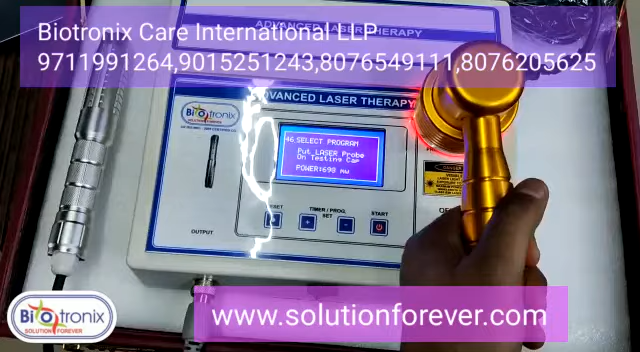 Biotronix Care International LLP
9711991264,9015251243,8076549111,8076205625
ADVANCED LASER THERAPY
ADVANCED LASER THERAPY
Biotronix
46.SELECT PROGRAM
Put LASER Probe
On Testing Cap
POWER:698 mw
RESET
TIMER / PROG.
SET
START
OUTPUT
Biotronix
SOLUTION FOREVER
www.solutionforever.com